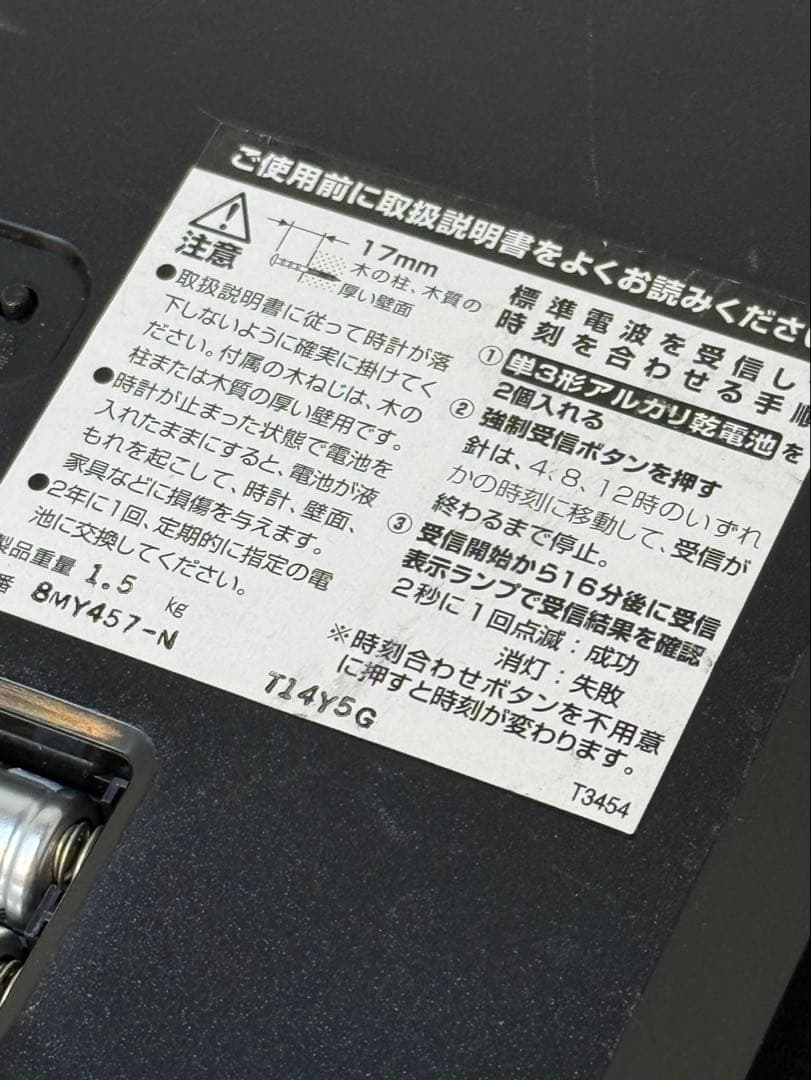 ご使用前に取扱説明書をよくお読みくださ
注意
17mm
木の柱、木質の
厚い壁面
●取扱説明書に従って時計が落
下しないように確実に掛けてく
ださい。付属の木ねじは、木の
柱または木質の厚い壁用です。
●時計が止まった状態で電池を
入れたままにすると、電池が液
もれを起こして、時計、壁面、
家具などに損傷を与えます。
●2年に1回、定期的に指定の電
池に交換してください。
製品重量 1.5 kg
番 8MY457-N
T14Y5G
標準電波を受信し
時刻を合わせる手順
① 単3形アルカリ乾電池を
2個入れる
② 強制受信ボタンを押す
針は、4、8、12時のいずれ
かの時刻に移動して、受信が
終わるまで停止。
③ 受信開始から16分後に受信
表示ランプで受信結果を確認
2秒に1回点滅：成功
消灯：失敗
※時刻合わせボタンを不用意
に押すと時刻が変わります。
T3454